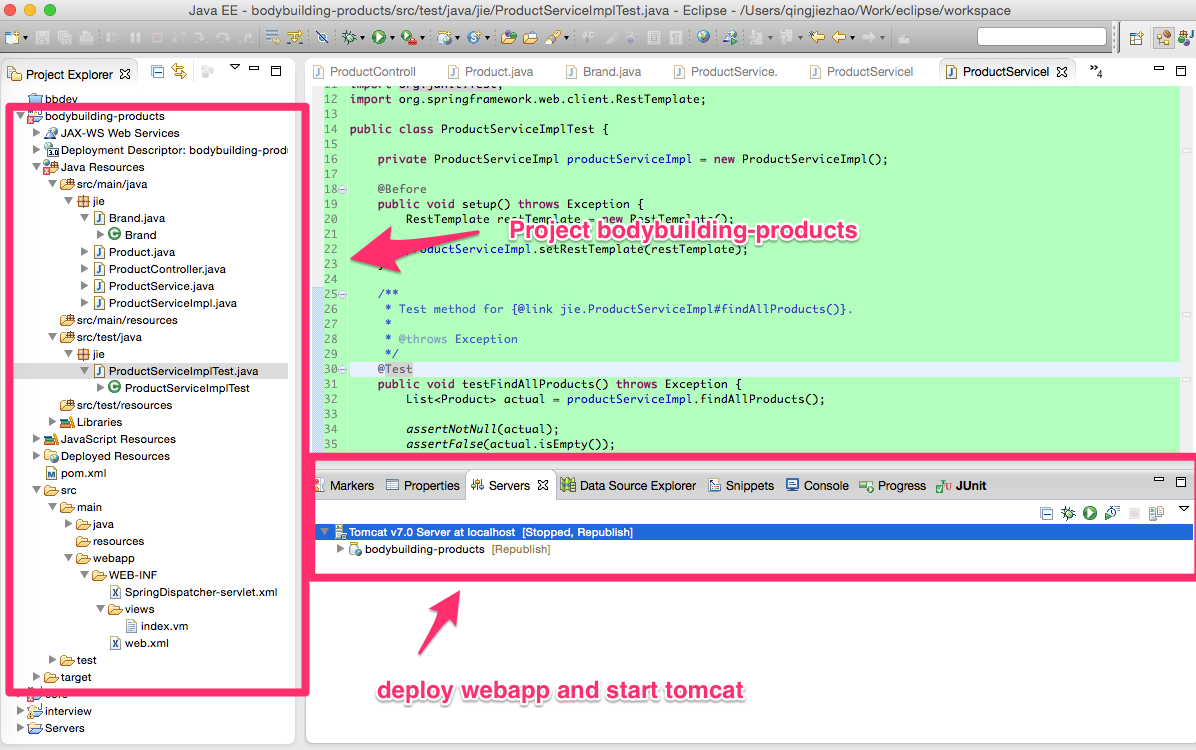 Java EE - bodybuilding-products/src/test/java/jie/ProductServiceImplTest.java - Eclipse - /Users/qingjiezhao/Work/eclipse/workspace
Project Explorer
bbdev
bodybuilding-products
JAX-WS Web Services
Deployment Descriptor: bodybuilding-prod
Java Resources
src/main/java
jie
Brand.java
Brand
Product.java
ProductController.java
ProductService.java
ProductServiceImpl.java
src/main/resources
src/test/java
jie
ProductServiceImplTest.java
ProductServiceImplTest
src/test/resources
Libraries
JavaScript Resources
Deployed Resources
pom.xml
src
main
java
resources
webapp
WEB-INF
SpringDispatcher-servlet.xml
views
index.vm
web.xml
test
target
interview
Servers
ProductControll
Product.java
Brand.java
ProductService.
ProductServiceI
ProductServiceI
»4
11 import org.junit.Test;
12 import org.springframework.web.client.RestTemplate;
13
14 public class ProductServiceImplTest {
15
16 private ProductServiceImpl productServiceImpl = new ProductServiceImpl();
17
18 @Before
19 public void setup() throws Exception {
20 RestTemplate restTemplate = new RestTemplate();
21
22 productServiceImpl.setRestTemplate(restTemplate);
23 }
24
25 /**
26 * Test method for {@link jie.ProductServiceImpl#findAllProducts()}.
27 *
28 * @throws Exception
29 */
30 @Test
31 public void testFindAllProducts() throws Exception {
32 List<Product> actual = productServiceImpl.findAllProducts();
33
34 assertNotNull(actual);
35 assertFalse(actual.isEmpty());
Project bodybuilding-products
Markers
Properties
Servers
Data Source Explorer
Snippets
Console
Progress
JUnit
Tomcat v7.0 Server at localhost [Stopped, Republish]
bodybuilding-products [Republish]
deploy webapp and start tomcat